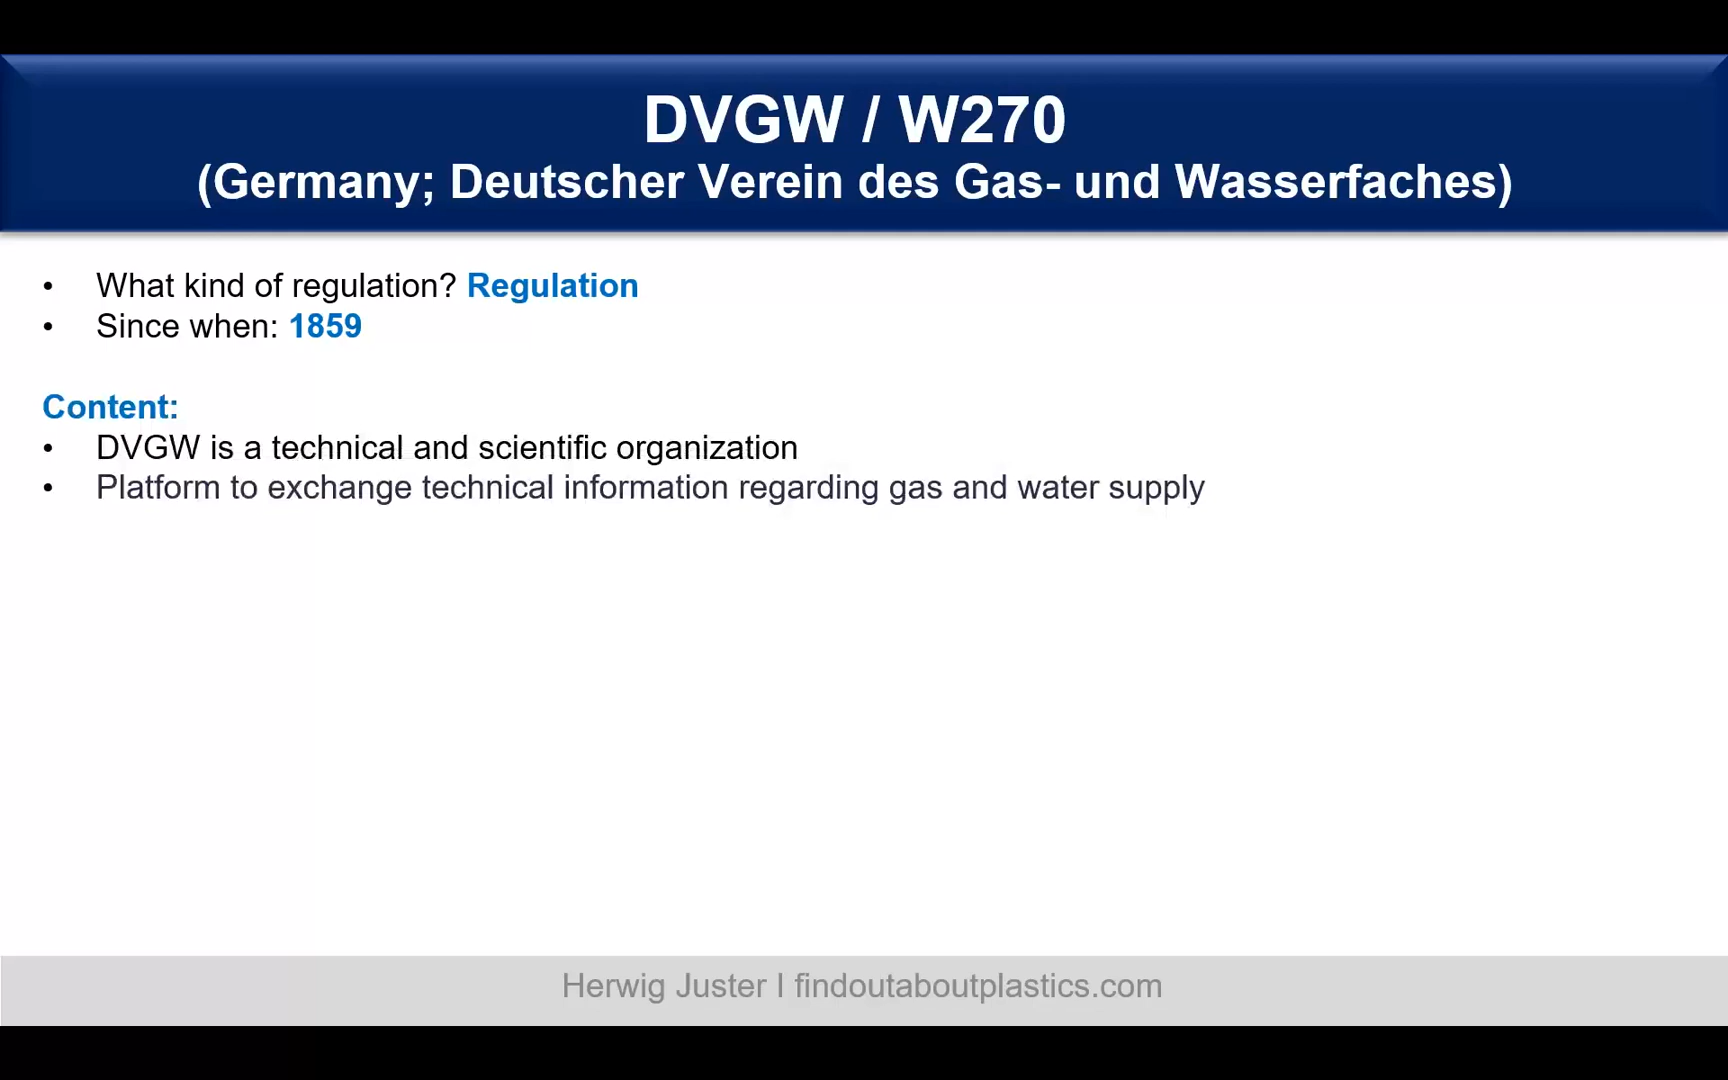 DVGW / W270
(Germany; Deutscher Verein des Gas- und Wasserfaches)
• What kind of regulation? Regulation
• Since when: 1859
Content:
• DVGW is a technical and scientific organization
• Platform to exchange technical information regarding gas and water supply
Herwig Juster I findoutaboutplastics.com